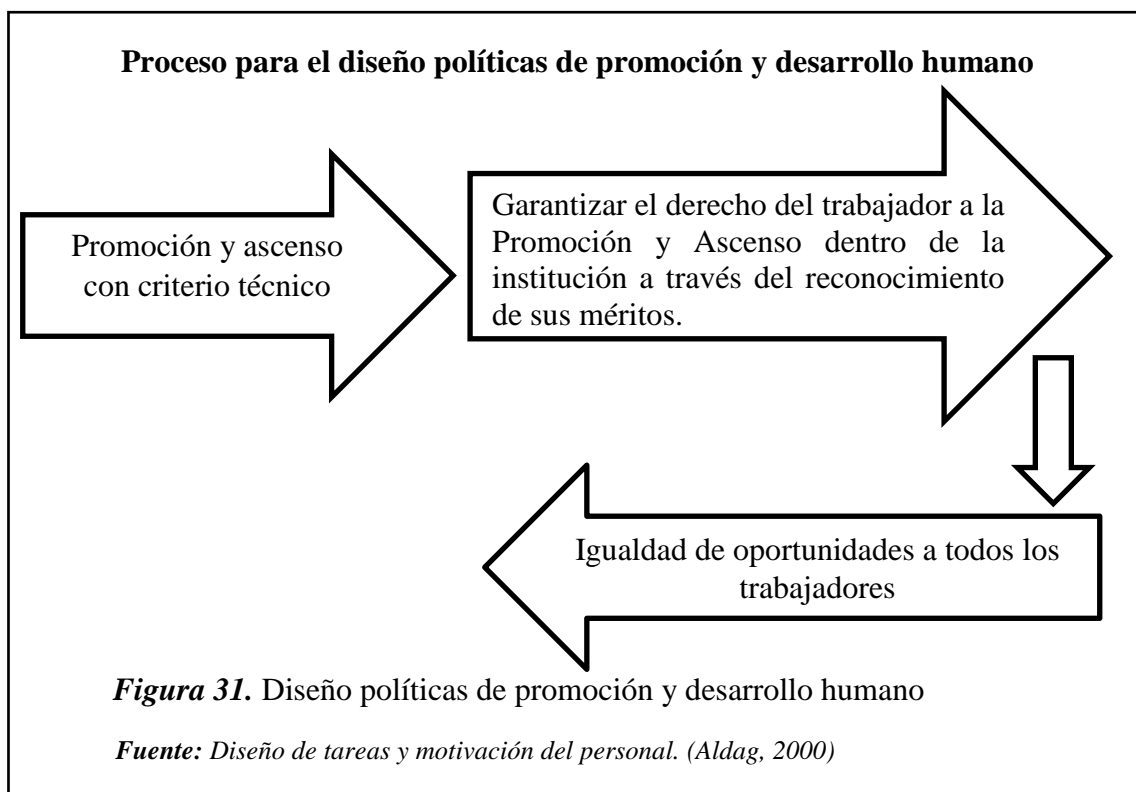 Proceso para el diseño políticas de promoción y desarrollo humano
Promoción y ascenso
con criterio técnico
Garantizar el derecho del trabajador a la
Promoción y Ascenso dentro de la
institución a través del reconocimiento
de sus méritos.
Igualdad de oportunidades a todos los
trabajadores
Figura 31. Diseño políticas de promoción y desarrollo humano
Fuente: Diseño de tareas y motivación del personal. (Aldag, 2000)